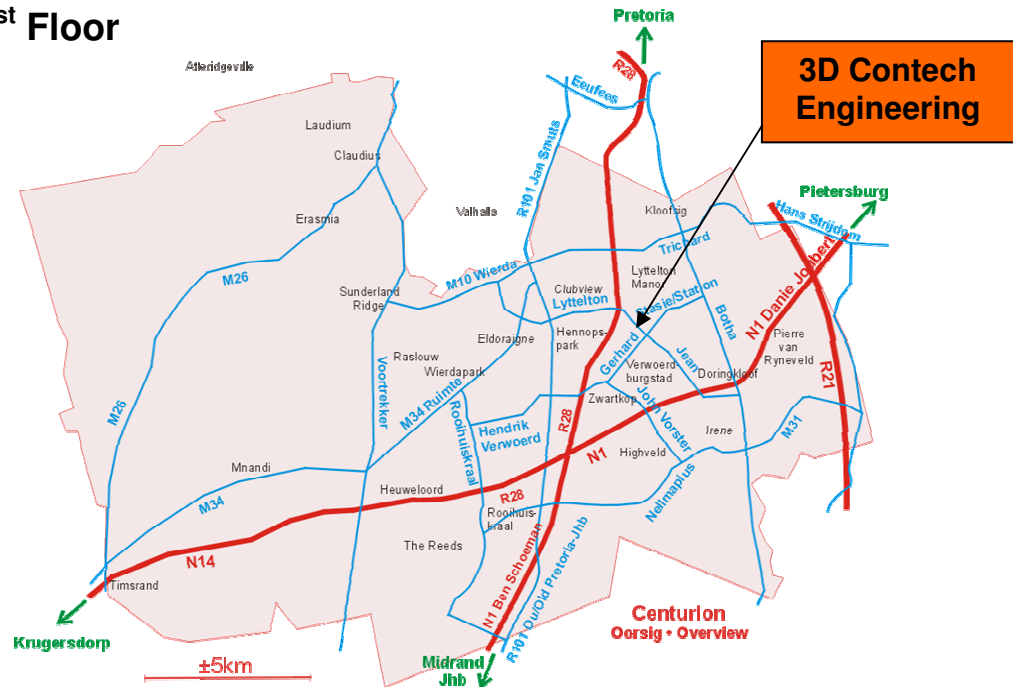 st Floor
Pretoria
Atteridgeville
R28
3D Contech
Engineering
Eeufees
Laudium
Claudius
R101 Jan Smuts
Pietersburg
Hans Strijdom
Erasmia
Valhalla
Kloofsig
Trichard
M26
M10 Wierda
Lyttelton
Manor
N1 Danie Joubert
Sunderland
Ridge
Clubview
Lyttelton
Stasie/Station
Botha
Eldoraigne
Hennops-
park
Gerhard
Jean
Pierre
van
Ryneveld
Raslouw
Wierdapark
Verwoerd-
burgstad
Doringkloof
R21
Voortrekker
M34 Ruimte
Zwartkop
John Vorster
M26
Rooihuiskraal
Hendrik
Verwoerd
R28
Irene
M31
N1
Highveld
Mnandi
Heuweloord
R28
Nellmapius
M34
Rooihuis-
kraal
The Reeds
N14
N1 Ben Schoeman
R101 Ou/Old Pretoria-Jhb
Timsrand
Centurion
Oorsig • Overview
Krugersdorp
±5km
Midrand
Jhb